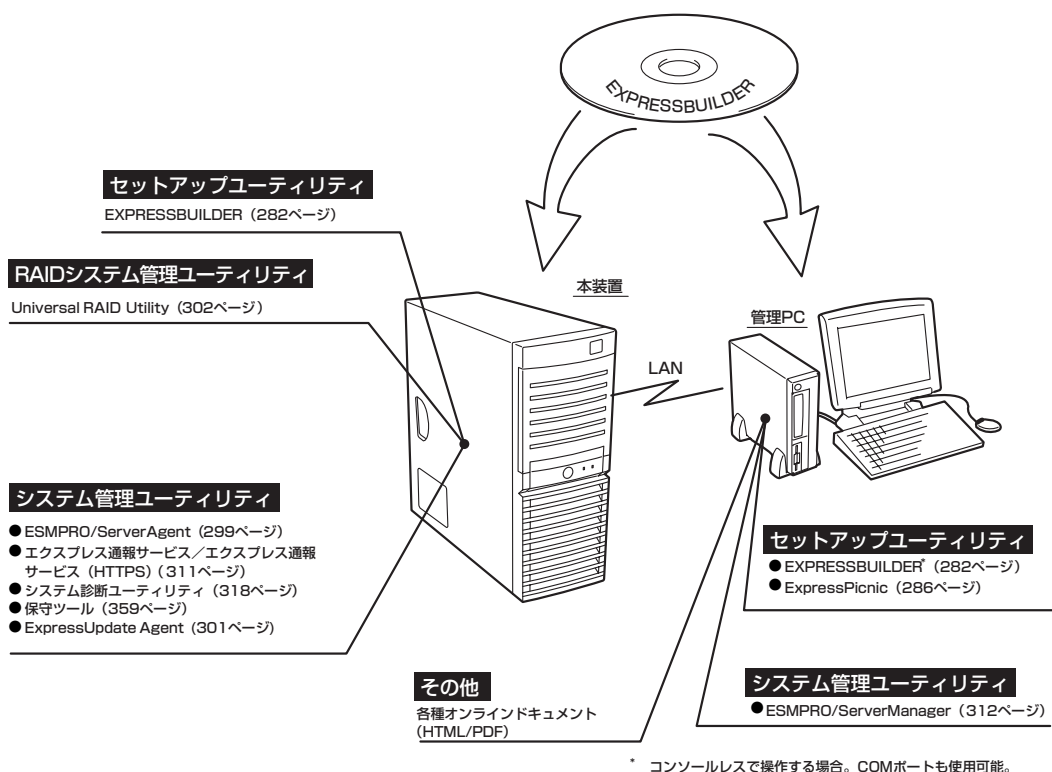 EXPRESSBUILDER
セットアップユーティリティ
EXPRESSBUILDER（282ページ）
RAIDシステム管理ユーティリティ
Universal RAID Utility（302ページ）
システム管理ユーティリティ
●ESMPRO/ServerAgent（299ページ）
●エクスプレス通報サービス／エクスプレス通報
サービス（HTTPS）（311ページ）
●システム診断ユーティリティ（318ページ）
●保守ツール（359ページ）
●ExpressUpdate Agent（301ページ）
本装置
LAN
管理PC
セットアップユーティリティ
●EXPRESSBUILDER*（282ページ）
●ExpressPicnic（286ページ）
システム管理ユーティリティ
●ESMPRO/ServerManager（312ページ）
その他
各種オンラインドキュメント
（HTML/PDF）
* コンソールレスで操作する場合。COMポートも使用可能。